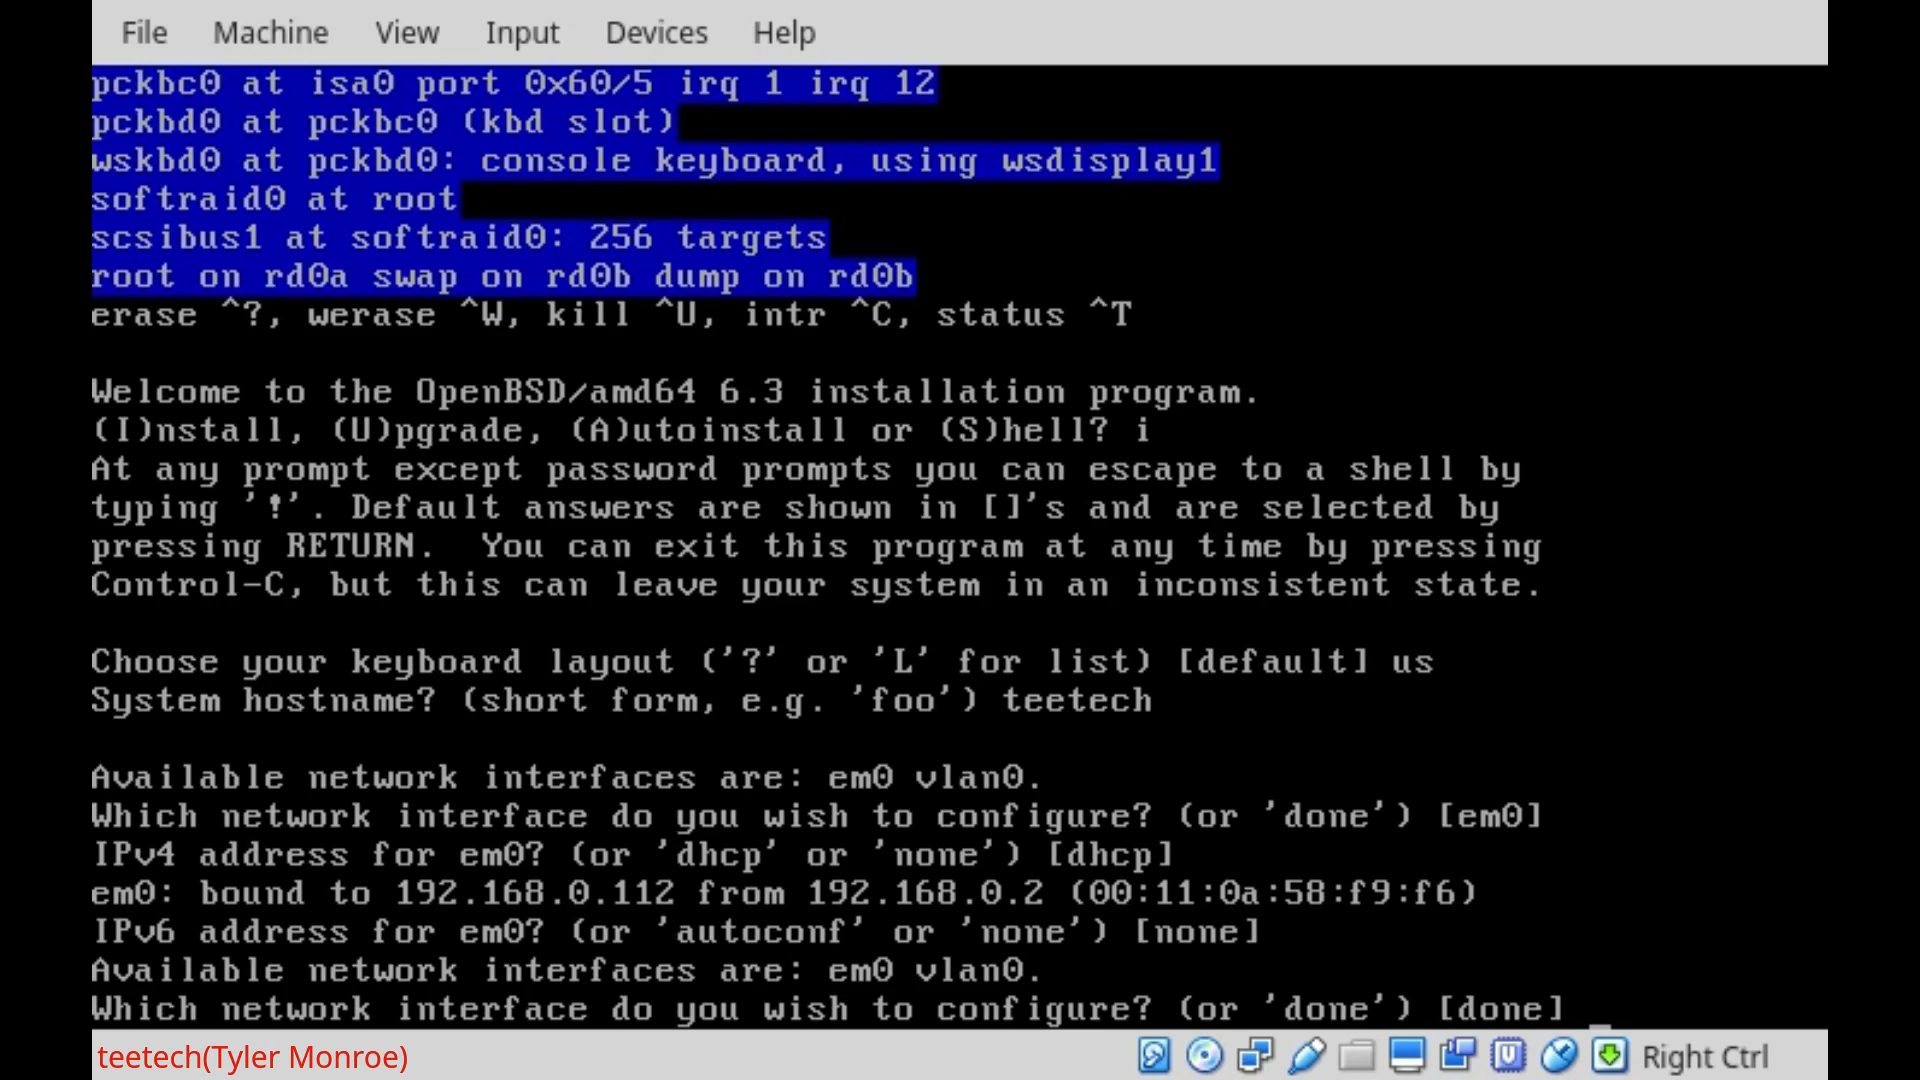 File Machine View Input Devices Help
pckbc0 at isa0 port 0x60/5 irq 1 irq 12
pckbd0 at pckbc0 (kbd slot)
wskbd0 at pckbd0: console keyboard, using wsdisplay1
softraid0 at root
scsibus1 at softraid0: 256 targets
root on rd0a swap on rd0b dump on rd0b
erase ^?, werase ^W, kill ^U, intr ^C, status ^T
Welcome to the OpenBSD/amd64 6.3 installation program.
(I)nstall, (U)pgrade, (A)utoinstall or (S)hell? i
At any prompt except password prompts you can escape to a shell by
typing '!'. Default answers are shown in []'s and are selected by
pressing RETURN.  You can exit this program at any time by pressing
Control-C, but this can leave your system in an inconsistent state.
Choose your keyboard layout ('?' or 'L' for list) [default] us
System hostname? (short form, e.g. 'foo') teetech
Available network interfaces are: em0 vlan0.
Which network interface do you wish to configure? (or 'done') [em0]
IPv4 address for em0? (or 'dhcp' or 'none') [dhcp]
em0: bound to 192.168.0.112 from 192.168.0.2 (00:11:0a:58:f9:f6)
IPv6 address for em0? (or 'autoconf' or 'none') [none]
Available network interfaces are: em0 vlan0.
Which network interface do you wish to configure? (or 'done') [done]
teetech(Tyler Monroe) Right Ctrl